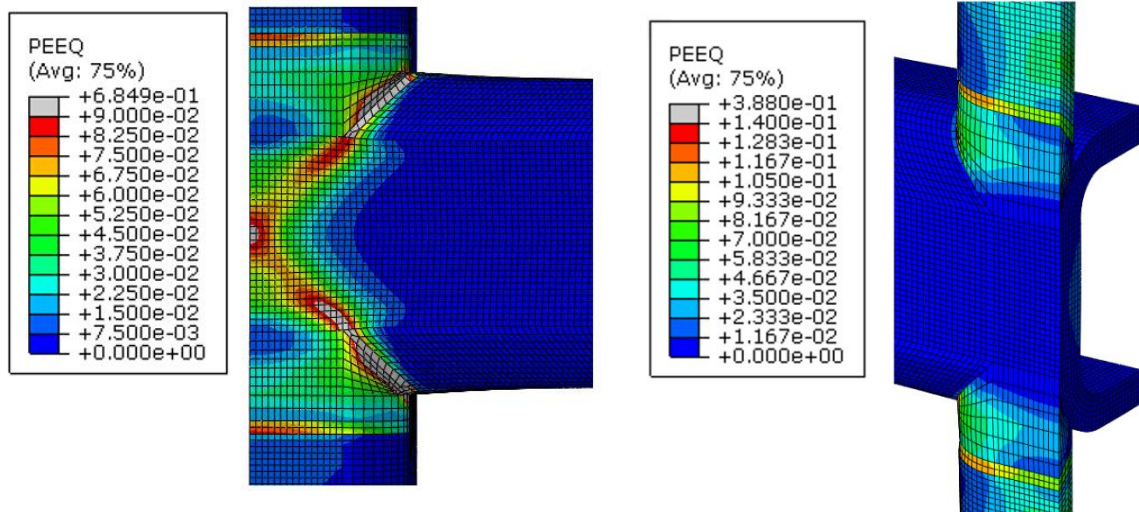 PEEQ
(Avg: 75%)
+6.849e-01
+9.000e-02
+8.250e-02
+7.500e-02
+6.750e-02
+6.000e-02
+5.250e-02
+4.500e-02
+3.750e-02
+3.000e-02
+2.250e-02
+1.500e-02
+7.500e-03
+0.000e+00
PEEQ
(Avg: 75%)
+3.880e-01
+1.400e-01
+1.283e-01
+1.167e-01
+1.050e-01
+9.333e-02
+8.167e-02
+7.000e-02
+5.833e-02
+4.667e-02
+3.500e-02
+2.333e-02
+1.167e-02
+0.000e+00